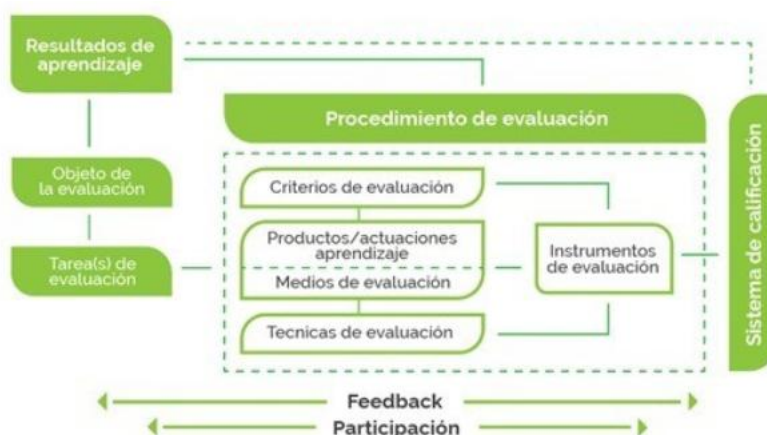 Resultados de
aprendizaje
Procedimiento de evaluación
Objeto de
la evaluación
Tarea(s) de
evaluación
Criterios de evaluación
Productos/actuaciones
aprendizaje
Medios de evaluación
Tecnicas de evaluación
Instrumentos
de evaluación
Sistema de calificación
Feedback
Participación